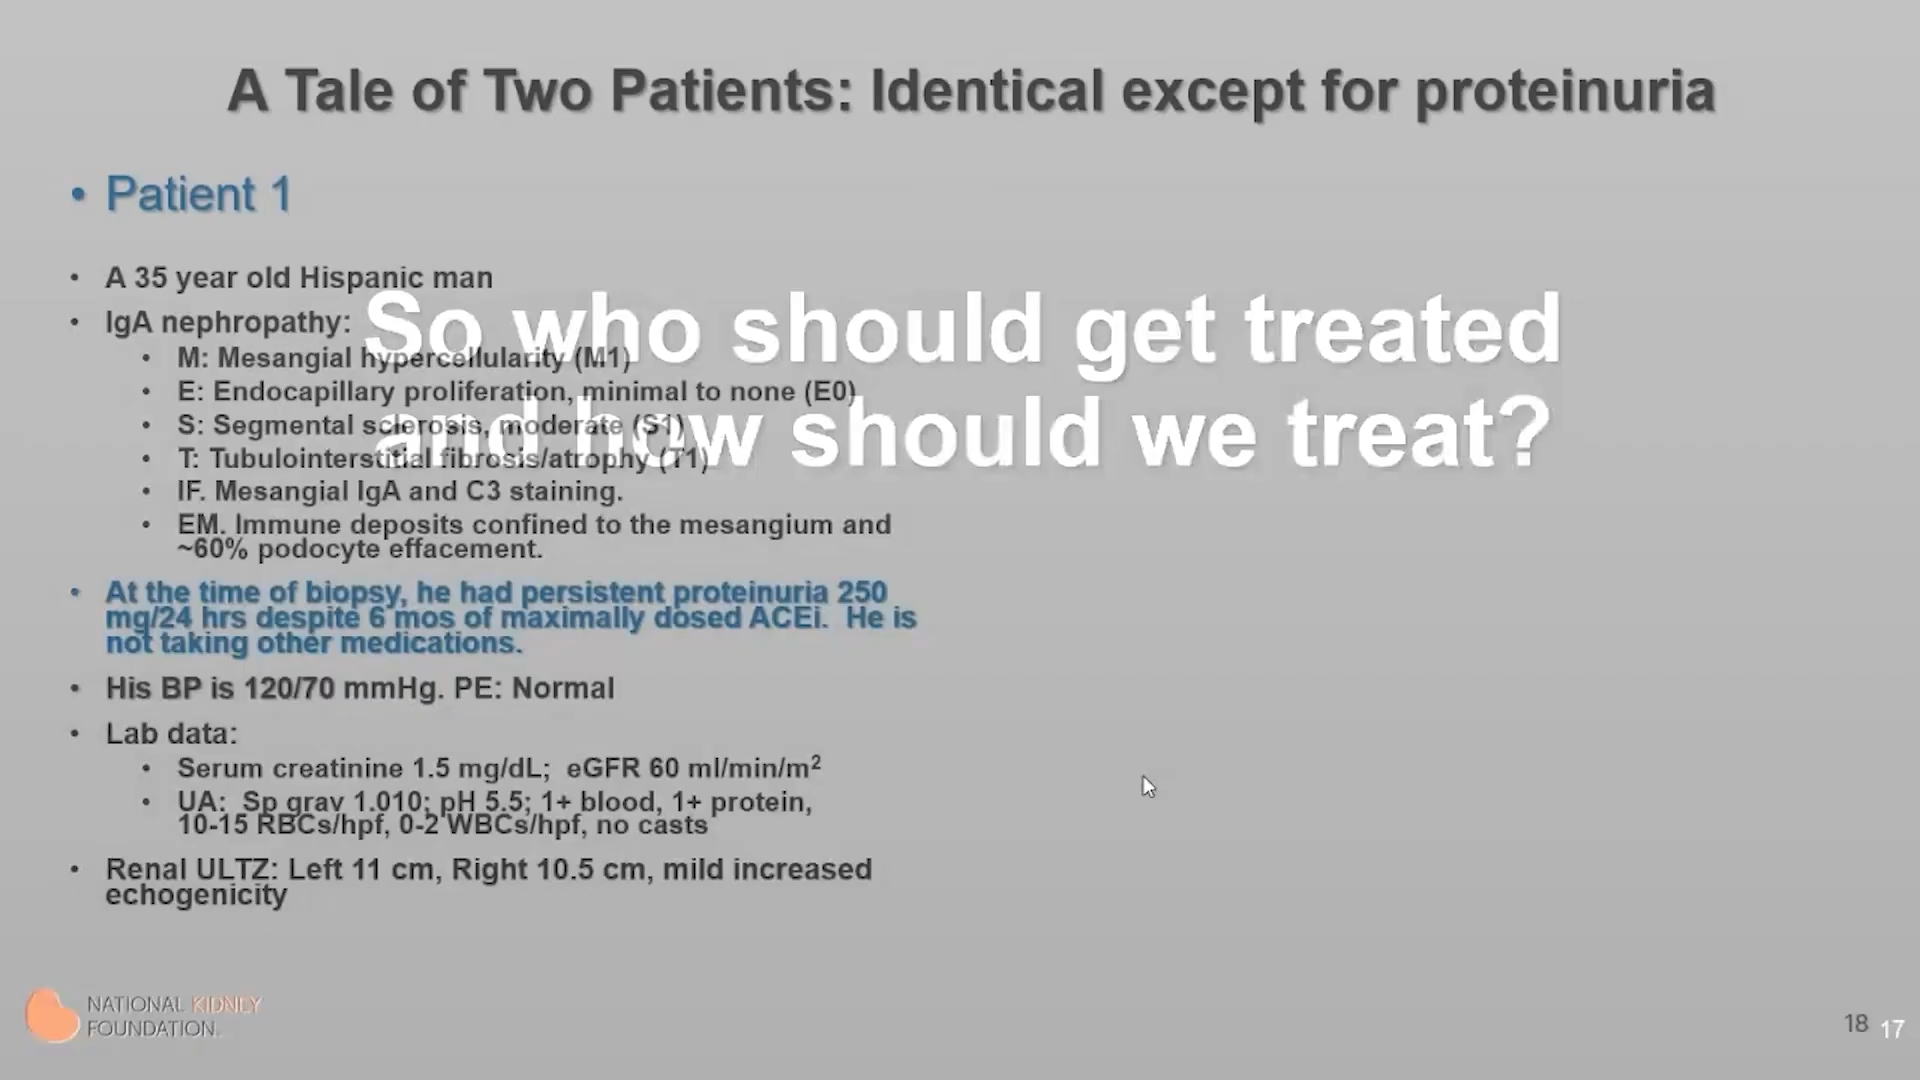 A Tale of Two Patients: Identical except for proteinuria
• Patient 1
• A 35 year old Hispanic man
• IgA nephropathy:
So who should get treated
and how should we treat?
• M: Mesangial hypercellularity (M1)
• E: Endocapillary proliferation, minimal to none (E0)
• S: Segmental sclerosis, moderate (S1)
• T: Tubulointerstitial fibrosis/atrophy (T1)
• IF. Mesangial IgA and C3 staining.
• EM. Immune deposits confined to the mesangium and
~60% podocyte effacement.
• At the time of biopsy, he had persistent proteinuria 250
mg/24 hrs despite 6 mos of maximally dosed ACEi. He is
not taking other medications.
• His BP is 120/70 mmHg. PE: Normal
• Lab data:
• Serum creatinine 1.5 mg/dL; eGFR 60 ml/min/m²
• UA: Sp grav 1.010; pH 5.5; 1+ blood, 1+ protein,
10-15 RBCs/hpf, 0-2 WBCs/hpf, no casts
• Renal ULTZ: Left 11 cm, Right 10.5 cm, mild increased
echogenicity
NATIONAL KIDNEY
FOUNDATION.
18
17